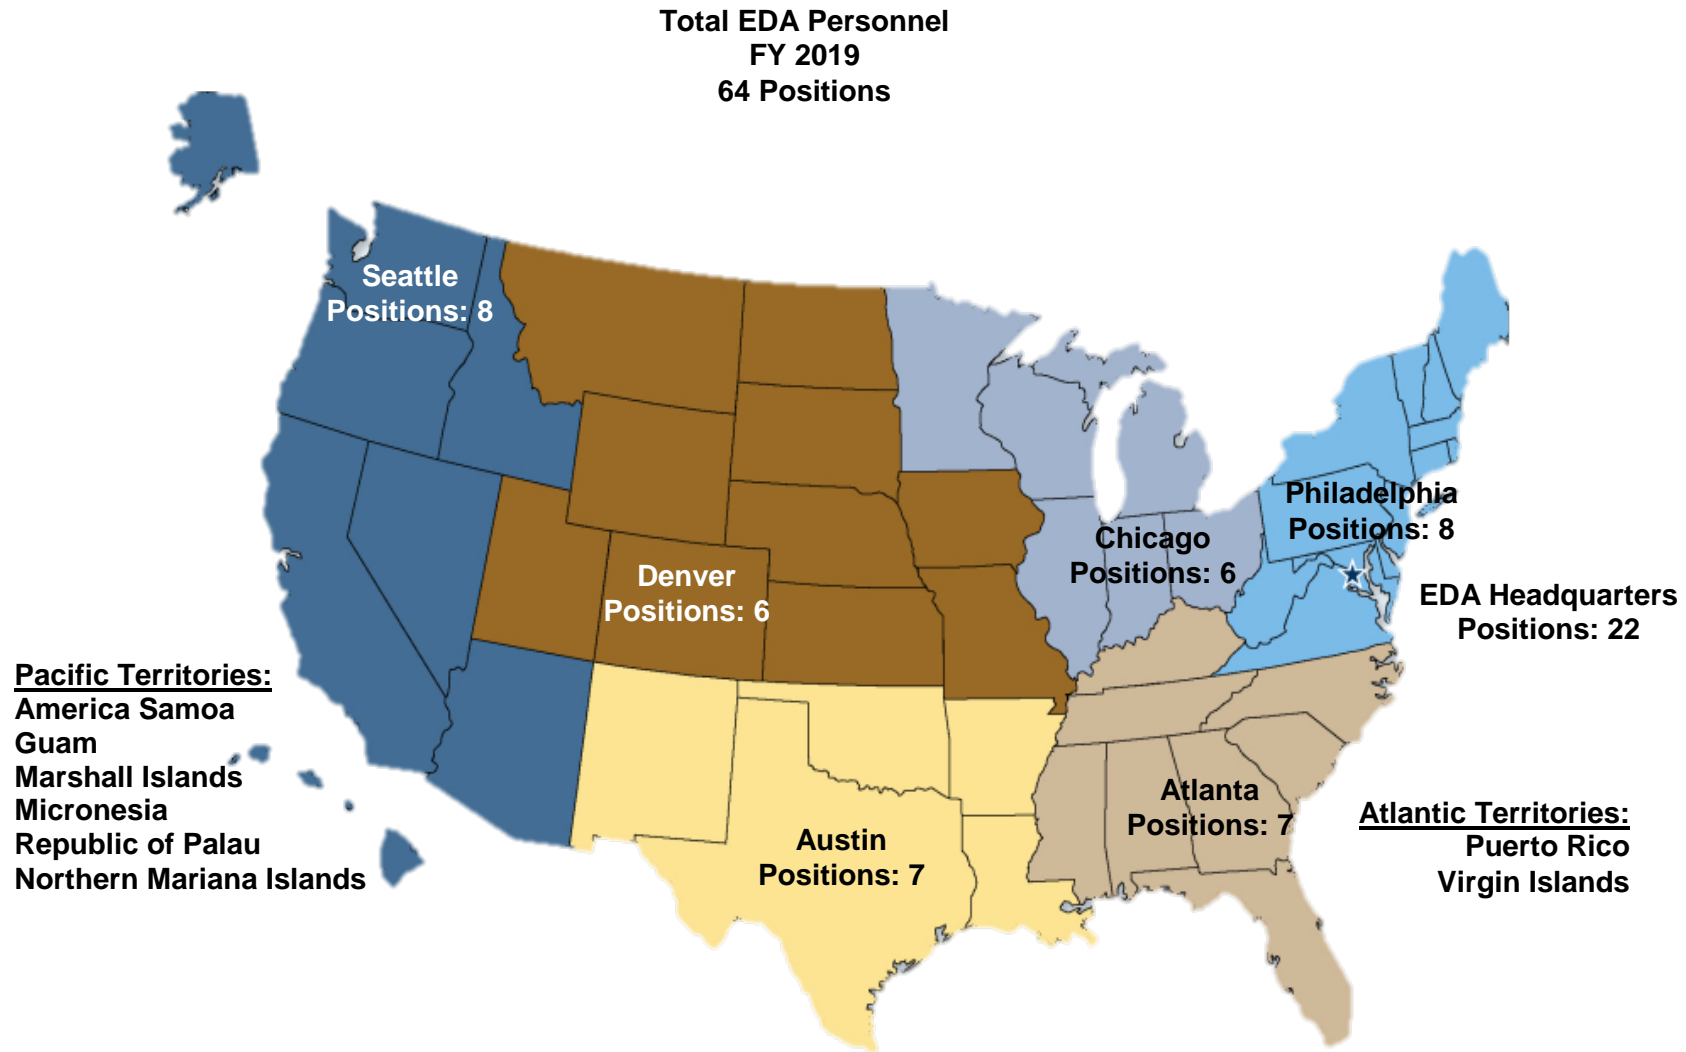 Total EDA Personnel
FY 2019
64 Positions
Seattle
Positions: 8
Denver
Positions: 6
Chicago
Positions: 6
Philadelphia
Positions: 8
EDA Headquarters
Positions: 22
Pacific Territories:
America Samoa
Guam
Marshall Islands
Micronesia
Republic of Palau
Northern Mariana Islands
Austin
Positions: 7
Atlanta
Positions: 7
Atlantic Territories:
Puerto Rico
Virgin Islands